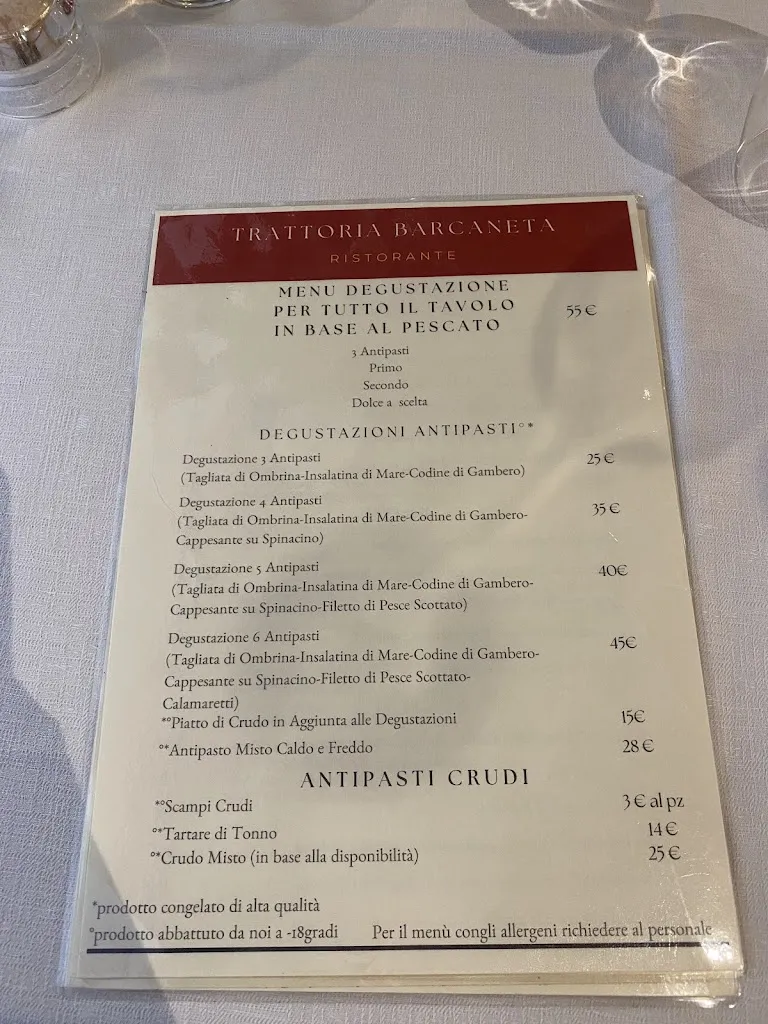 TRATTORIA BARCANETA
RISTORANTE
MENU DEGUSTAZIONE
PER TUTTO IL TAVOLO
IN BASE AL PESCATO
55 €
3 Antipasti
Primo
Secondo
Dolce a scelta
DEGUSTAZIONI ANTIPASTI°*
Degustazione 3 Antipasti 25 €
(Tagliata di Ombrina-Insalatina di Mare-Codine di Gambero)
Degustazione 4 Antipasti 35 €
(Tagliata di Ombrina-Insalatina di Mare-Codine di Gambero-
Cappesante su Spinacino)
Degustazione 5 Antipasti 40€
(Tagliata di Ombrina-Insalatina di Mare-Codine di Gambero-
Cappesante su Spinacino-Filetto di Pesce Scottato)
Degustazione 6 Antipasti 45€
(Tagliata di Ombrina-Insalatina di Mare-Codine di Gambero-
Cappesante su Spinacino-Filetto di Pesce Scottato-
Calamaretti)
*°Piatto di Crudo in Aggiunta alle Degustazioni 15€
°*Antipasto Misto Caldo e Freddo 28 €
ANTIPASTI CRUDI
*°Scampi Crudi 3 € al pz
°*Tartare di Tonno 14 €
°*Crudo Misto (in base alla disponibilità) 25 €
*prodotto congelato di alta qualità
°prodotto abbattuto da noi a -18gradi Per il menù congli allergeni richiedere al personale